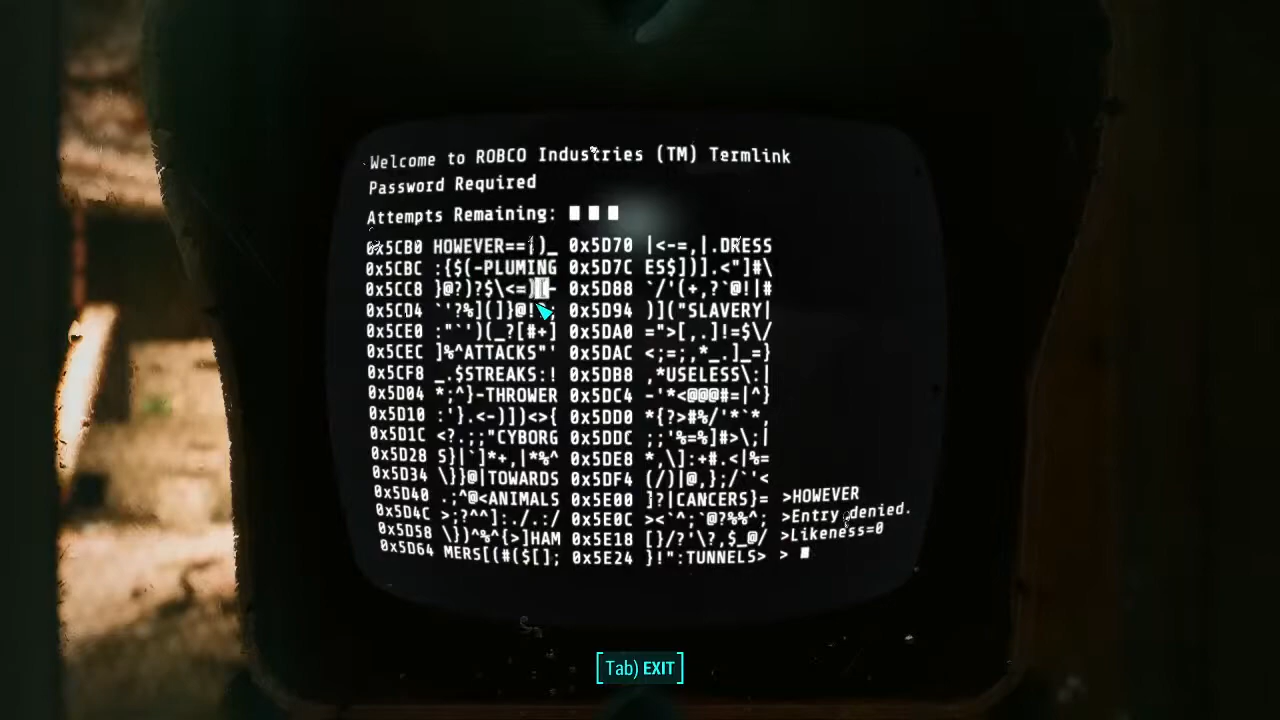 Welcome to ROBCO Industries (TM) Termlink
Password Required
Attempts Remaining: ■ ■ ■
0x5CB0 HOWEVER==¡)_ 0x5D70 |<-=,|.DRESS
0x5CBC :{$(-PLUMING 0x5D7C ES$])].<"]#\
0x5CC8 }@?)?$\<=)[- 0x5D88 `/'(+,?`@!|#
0x5CD4 `'?%](]}@! ; 0x5D94 )]("SLAVERY|
0x5CE0 :"`')(_?[#+] 0x5DA0 =">[,.]!=$\/
0x5CEC ]%^ATTACKS"' 0x5DAC <;=;,*_.]_=}
0x5CF8 _.$STREAKS:! 0x5DB8 ,*USELESS\:|
0x5D04 *;^}-THROWER 0x5DC4 -'*<@@@#=|^}
0x5D10 :'}.<-)])<>{ 0x5DD0 *{?>#%/'*`*,
0x5D1C <?.;;"CYBORG 0x5DDC ;;'%=%]#>\;|
0x5D28 S}|`]*+,|*%^ 0x5DE8 *,\]:+#.<|%=
0x5D34 \}}@|TOWARDS 0x5DF4 (/)|@,};/`'<
0x5D40 .;^@<ANIMALS 0x5E00 ]?|CANCERS}= >HOWEVER
0x5D4C >;?^^]:./.:/ 0x5E0C ><`^;`@?%%^; >Entry denied.
0x5D58 \})^%^{>]HAM 0x5E18 [}/?'\?,$_@/ >Likeness=0
0x5D64 MERS[(#($[]; 0x5E24 }!":TUNNELS> > ■
Tab) EXIT